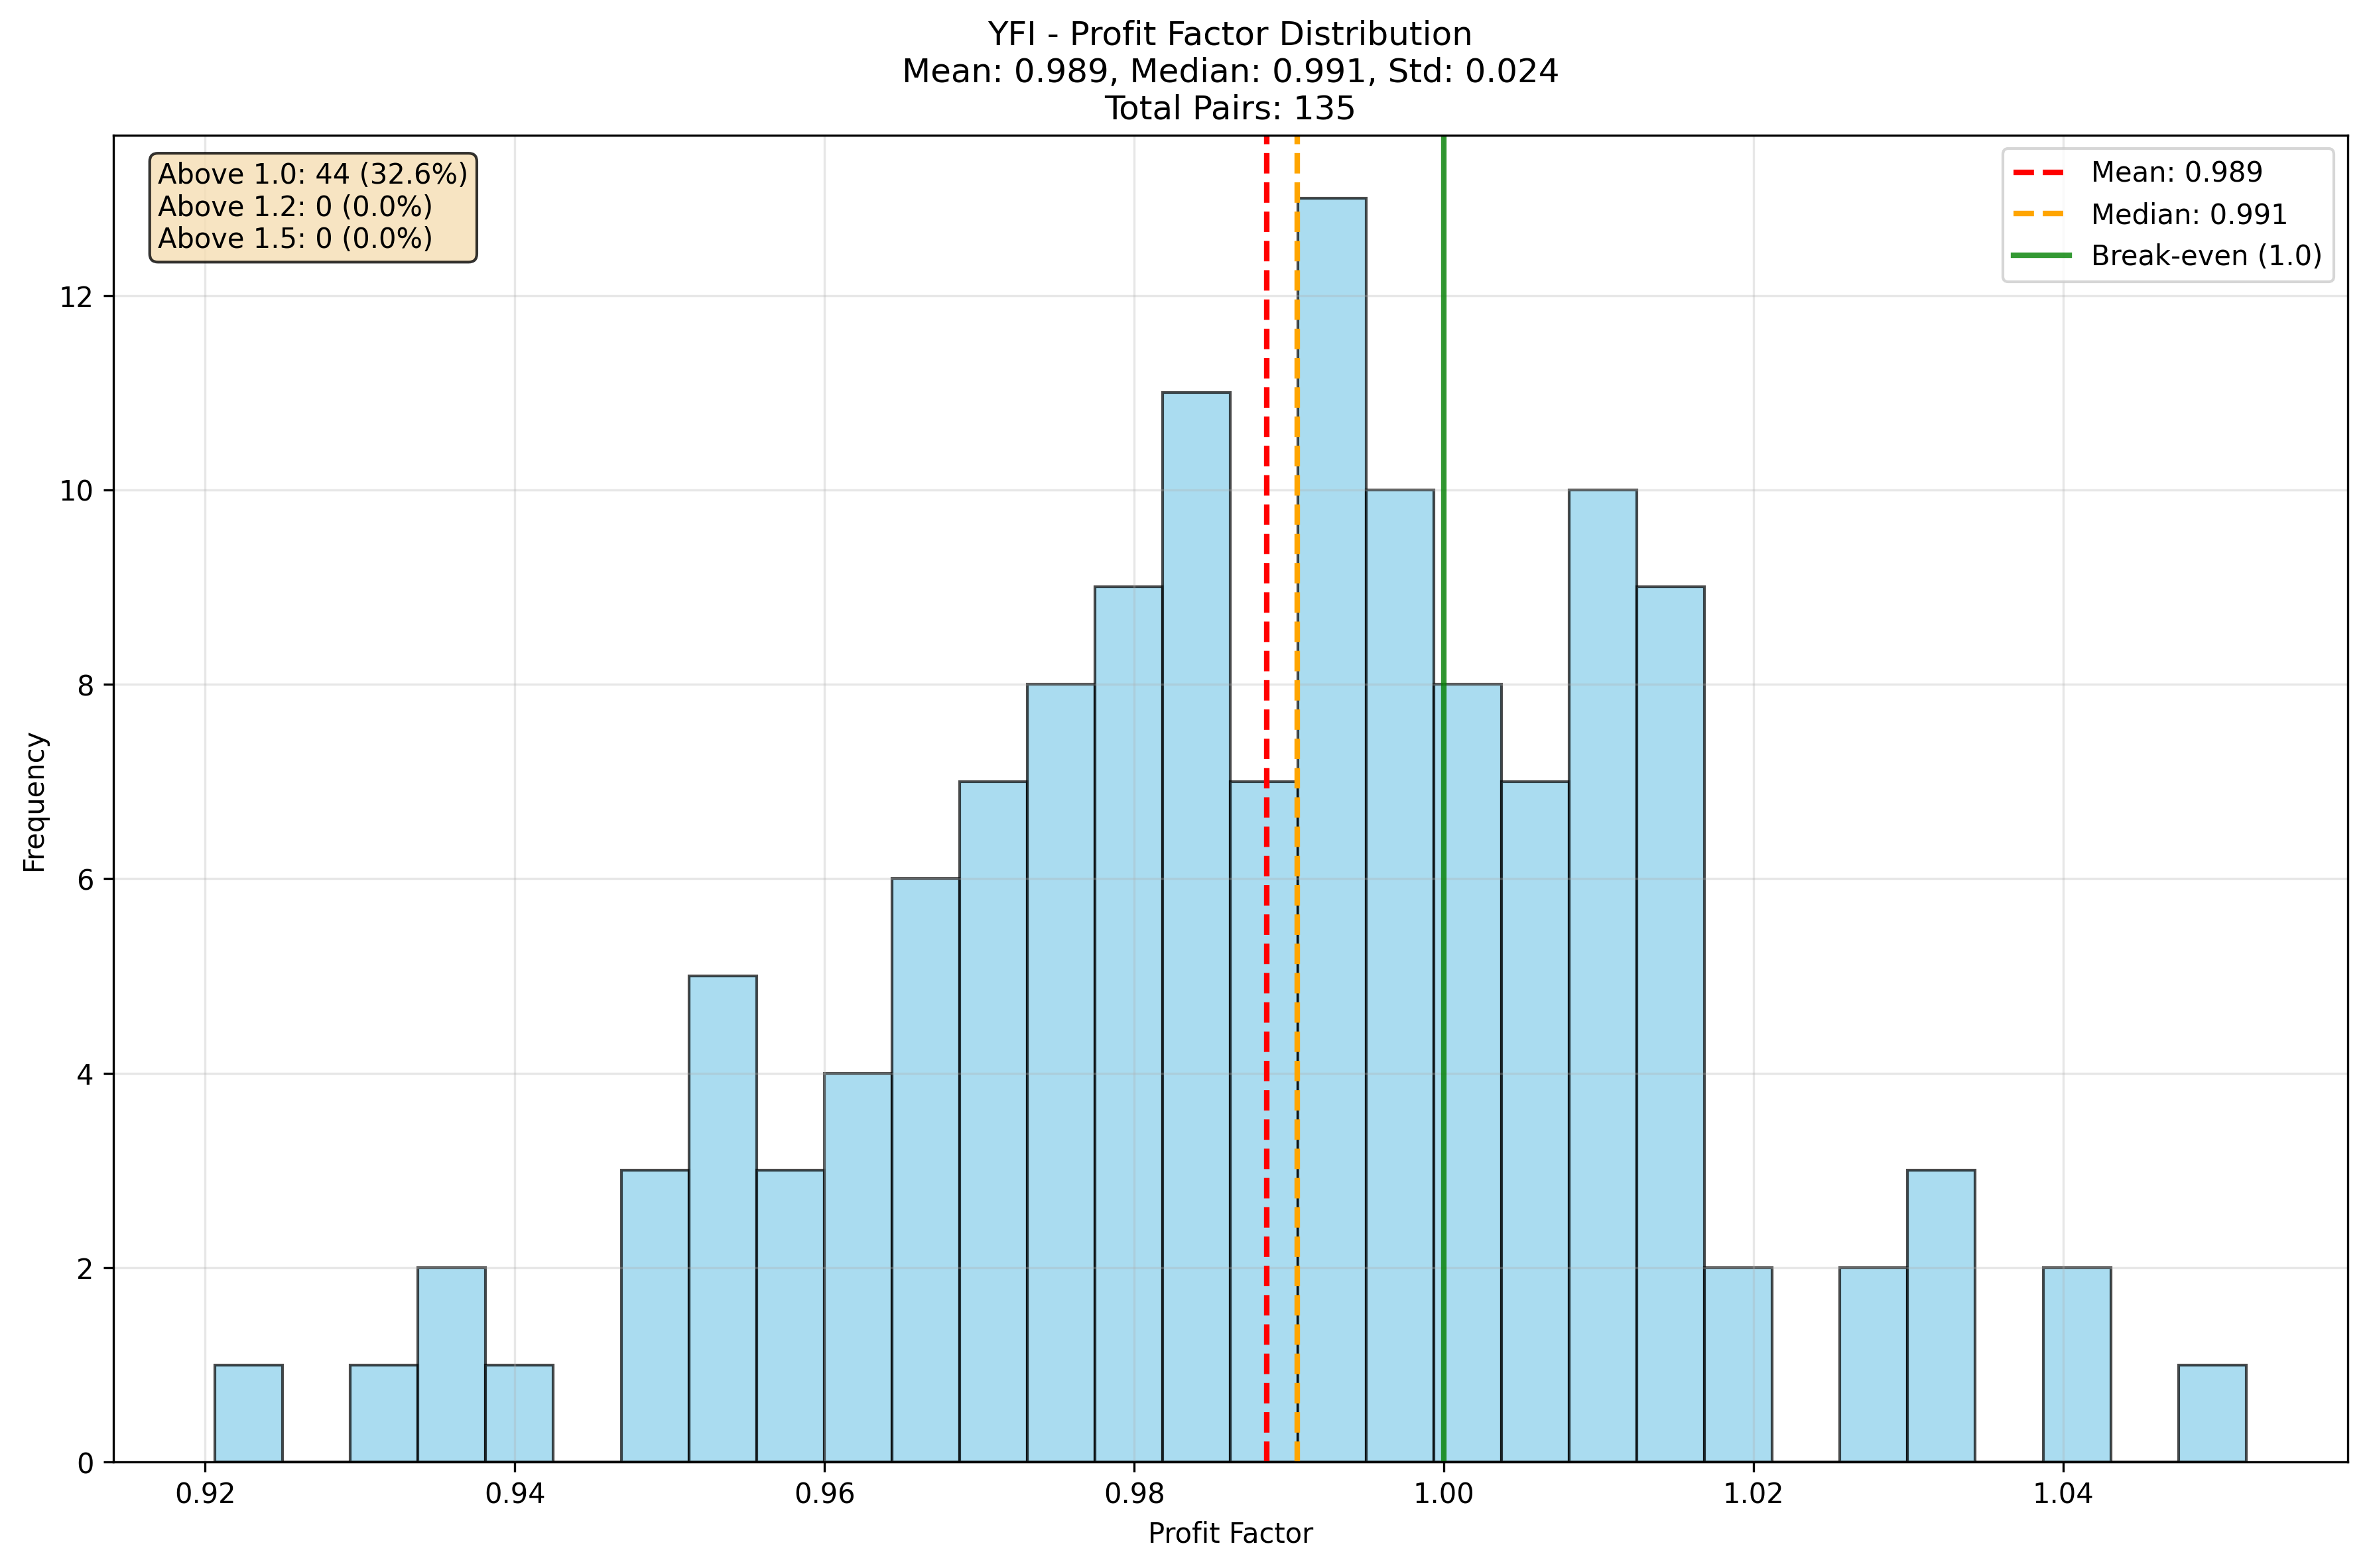 YFI - Profit Factor Distribution
Mean: 0.989, Median: 0.991, Std: 0.024
Total Pairs: 135
Above 1.0: 44 (32.6%)
Above 1.2: 0 (0.0%)
Above 1.5: 0 (0.0%)
Mean: 0.989
Median: 0.991
Break-even (1.0)
12
10
8
6
4
2
0
Frequency
0.92
0.94
0.96
0.98
1.00
1.02
1.04
Profit Factor